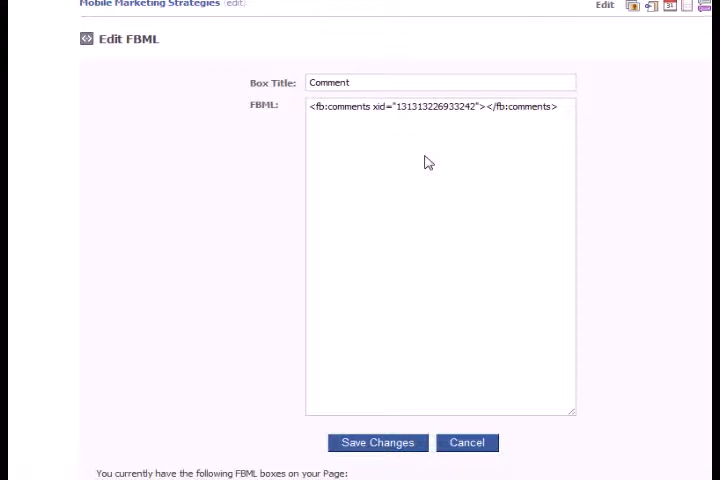 Mobile Marketing Strategies (edit)
Edit
31
Edit FBML
Box Title: Comment
FBML: <fb:comments xid="131313226933242"></fb:comments>
Save Changes Cancel
You currently have the following FBML boxes on your Page: